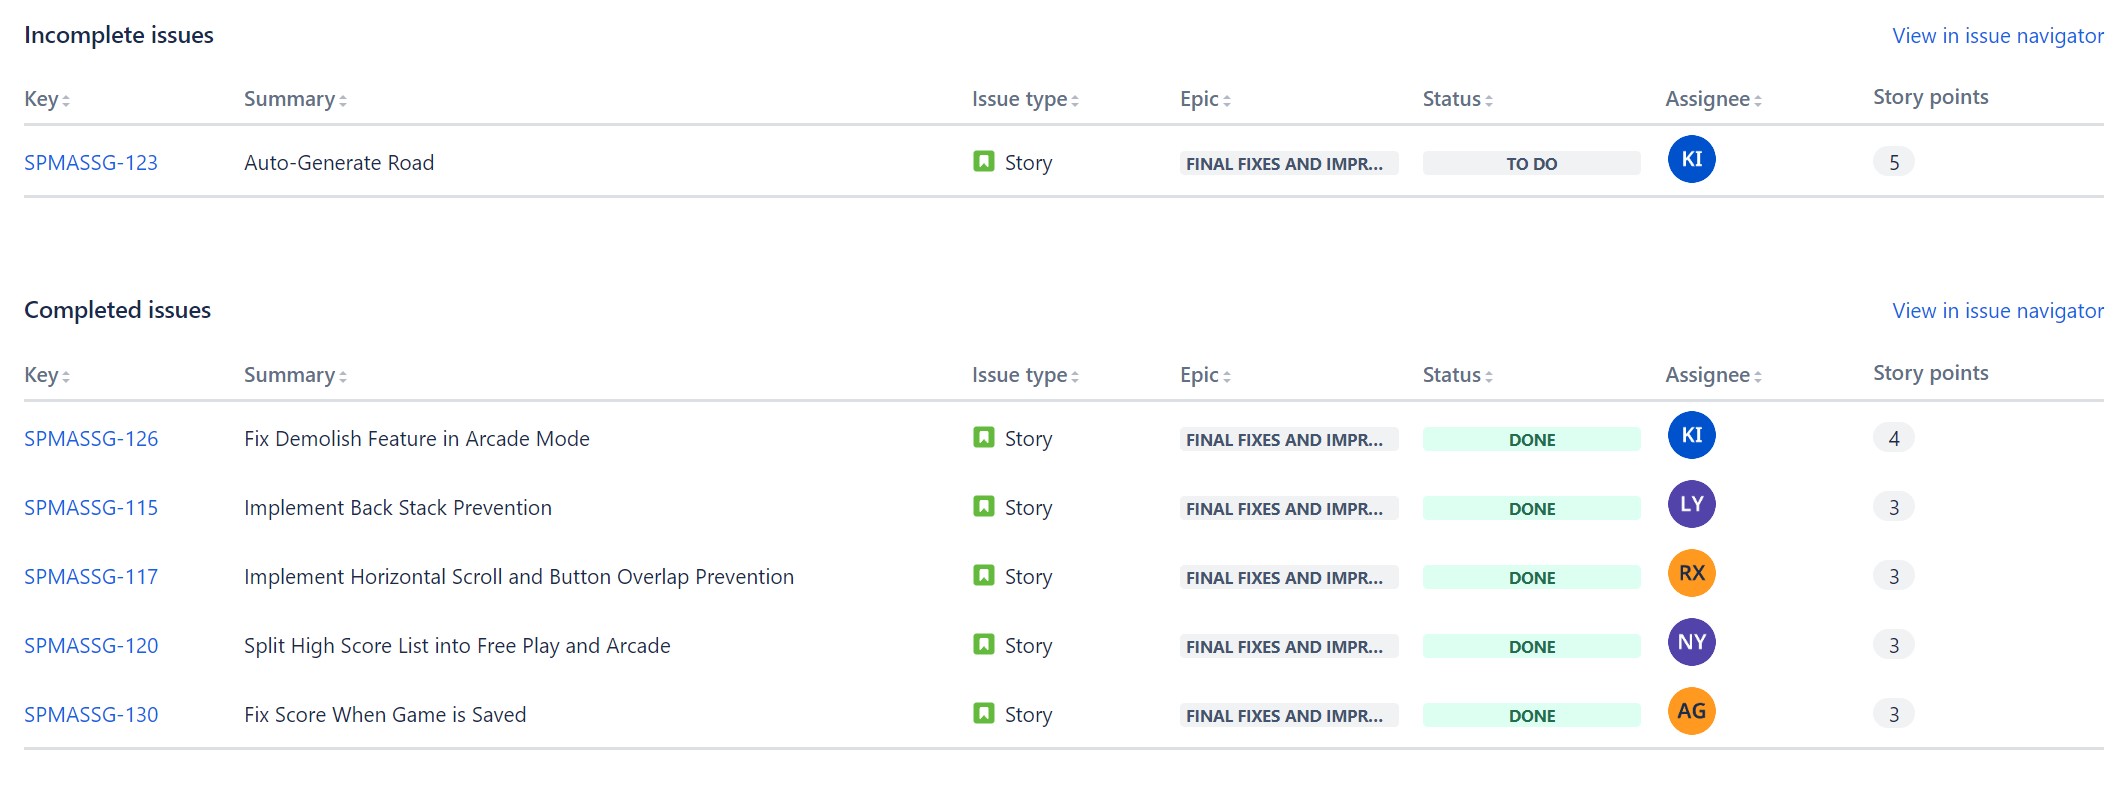 Incomplete issues View in issue navigator
Key Summary Issue type Epic Status Assignee Story points
SPMASSG-123 Auto-Generate Road Story FINAL FIXES AND IMPR... TO DO KI 5
Completed issues View in issue navigator
Key Summary Issue type Epic Status Assignee Story points
SPMASSG-126 Fix Demolish Feature in Arcade Mode Story FINAL FIXES AND IMPR... DONE KI 4
SPMASSG-115 Implement Back Stack Prevention Story FINAL FIXES AND IMPR... DONE LY 3
SPMASSG-117 Implement Horizontal Scroll and Button Overlap Prevention Story FINAL FIXES AND IMPR... DONE RX 3
SPMASSG-120 Split High Score List into Free Play and Arcade Story FINAL FIXES AND IMPR... DONE NY 3
SPMASSG-130 Fix Score When Game is Saved Story FINAL FIXES AND IMPR... DONE AG 3